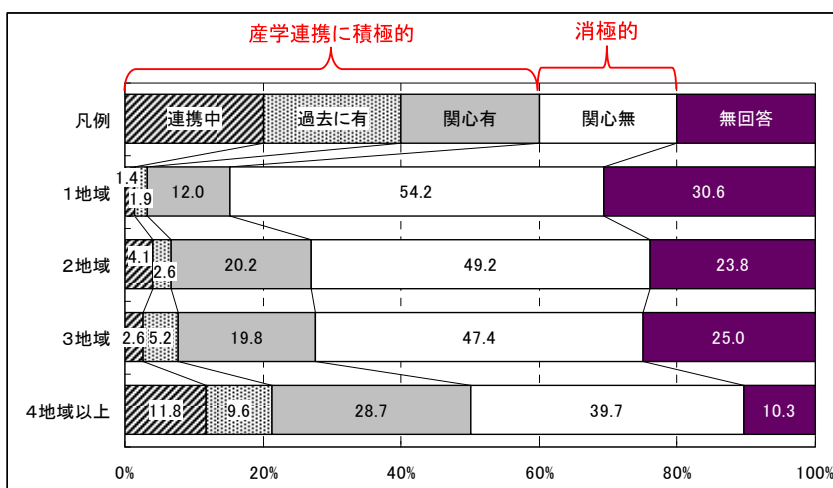 産学連携に積極的 消極的
凡例 連携中 過去に有 関心有 関心無 無回答
1地域 1.4 1.9 12.0 54.2 30.6
2地域 4.1 2.6 20.2 49.2 23.8
3地域 2.6 5.2 19.8 47.4 25.0
4地域以上 11.8 9.6 28.7 39.7 10.3
0% 20% 40% 60% 80% 100%